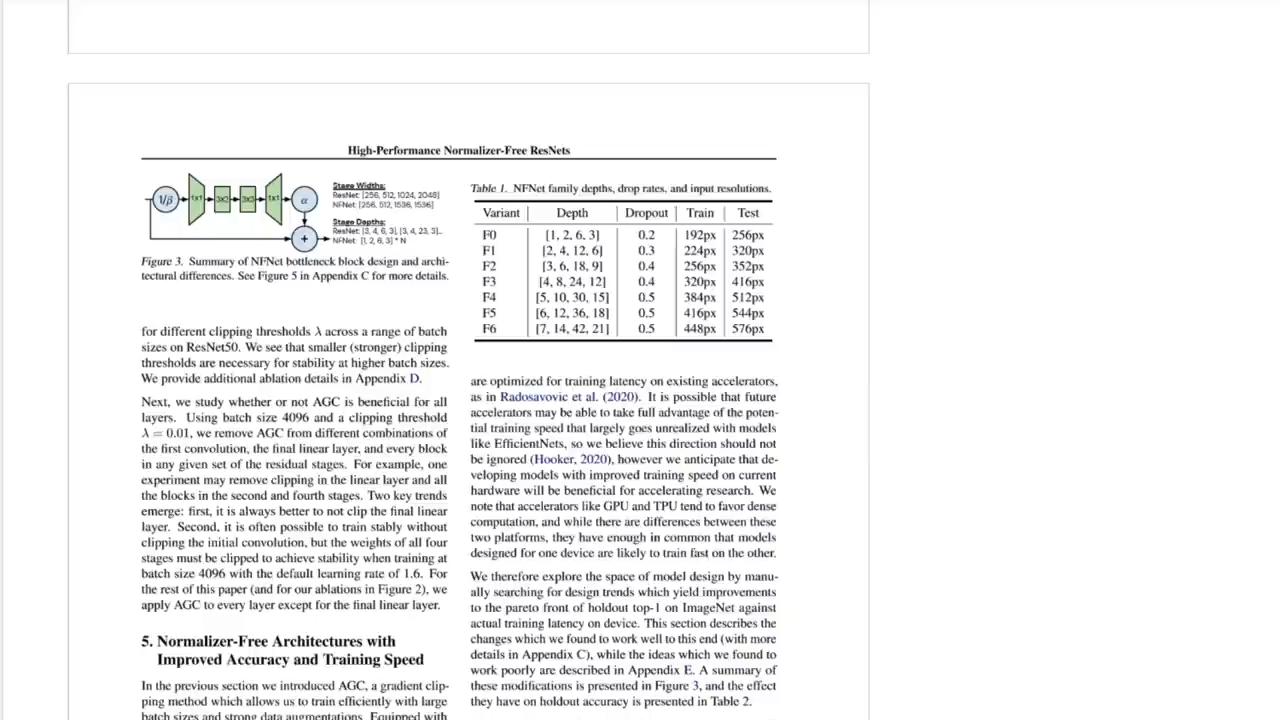 High-Performance Normalizer-Free ResNets
1/β
1x1
3x3
3x3
1x1
α
+
Stage Widths:
ResNet: [256, 512, 1024, 2048]
NFNet: [256, 512, 1536, 1536]
Stage Depths:
ResNet: [3, 4, 6, 3], [3, 4, 23, 3]...
NFNet: [1, 2, 6, 3] * N
Figure 3. Summary of NFNet bottleneck block design and archi-
tectural differences. See Figure 5 in Appendix C for more details.
for different clipping thresholds λ across a range of batch
sizes on ResNet50. We see that smaller (stronger) clipping
thresholds are necessary for stability at higher batch sizes.
We provide additional ablation details in Appendix D.
Next, we study whether or not AGC is beneficial for all
layers. Using batch size 4096 and a clipping threshold
λ = 0.01, we remove AGC from different combinations of
the first convolution, the final linear layer, and every block
in any given set of the residual stages. For example, one
experiment may remove clipping in the linear layer and all
the blocks in the second and fourth stages. Two key trends
emerge: first, it is always better to not clip the final linear
layer. Second, it is often possible to train stably without
clipping the initial convolution, but the weights of all four
stages must be clipped to achieve stability when training at
batch size 4096 with the default learning rate of 1.6. For
the rest of this paper (and for our ablations in Figure 2), we
apply AGC to every layer except for the final linear layer.
5. Normalizer-Free Architectures with
Improved Accuracy and Training Speed
In the previous section we introduced AGC, a gradient clip-
ping method which allows us to train efficiently with large
batch sizes and strong data augmentations. Equipped with
Table 1. NFNet family depths, drop rates, and input resolutions.
Variant Depth Dropout Train Test
F0 [1, 2, 6, 3] 0.2 192px 256px
F1 [2, 4, 12, 6] 0.3 224px 320px
F2 [3, 6, 18, 9] 0.4 256px 352px
F3 [4, 8, 24, 12] 0.4 320px 416px
F4 [5, 10, 30, 15] 0.5 384px 512px
F5 [6, 12, 36, 18] 0.5 416px 544px
F6 [7, 14, 42, 21] 0.5 448px 576px
are optimized for training latency on existing accelerators,
as in Radosavovic et al. (2020). It is possible that future
accelerators may be able to take full advantage of the poten-
tial training speed that largely goes unrealized with models
like EfficientNets, so we believe this direction should not
be ignored (Hooker, 2020), however we anticipate that de-
veloping models with improved training speed on current
hardware will be beneficial for accelerating research. We
note that accelerators like GPU and TPU tend to favor dense
computation, and while there are differences between these
two platforms, they have enough in common that models
designed for one device are likely to train fast on the other.
We therefore explore the space of model design by manu-
ally searching for design trends which yield improvements
to the pareto front of holdout top-1 on ImageNet against
actual training latency on device. This section describes the
changes which we found to work well to this end (with more
details in Appendix C), while the ideas which we found to
work poorly are described in Appendix E. A summary of
these modifications is presented in Figure 3, and the effect
they have on holdout accuracy is presented in Table 2.